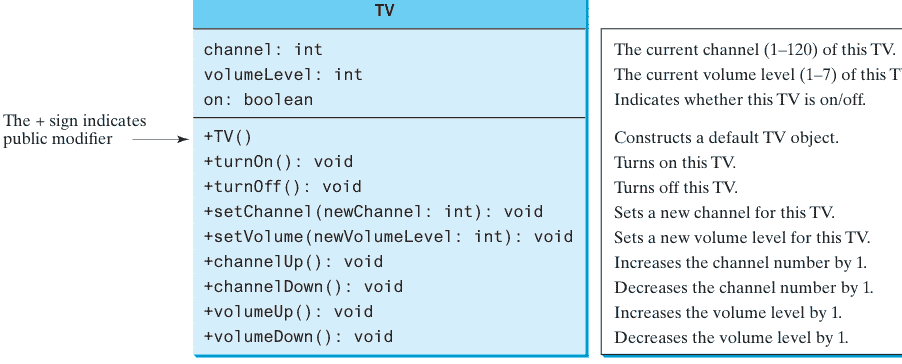 TV
channel: int
volumeLevel: int
on: boolean
The current channel (1–120) of this TV.
The current volume level (1–7) of this T
Indicates whether this TV is on/off.
The + sign indicates
public modifier
+TV()
+turnOn(): void
+turnOff(): void
+setChannel(newChannel: int): void
+setVolume(newVolumeLevel: int): void
+channelUp(): void
+channelDown(): void
+volumeUp(): void
+volumeDown(): void
Constructs a default TV object.
Turns on this TV.
Turns off this TV.
Sets a new channel for this TV.
Sets a new volume level for this TV.
Increases the channel number by 1.
Decreases the channel number by 1.
Increases the volume level by 1.
Decreases the volume level by 1.